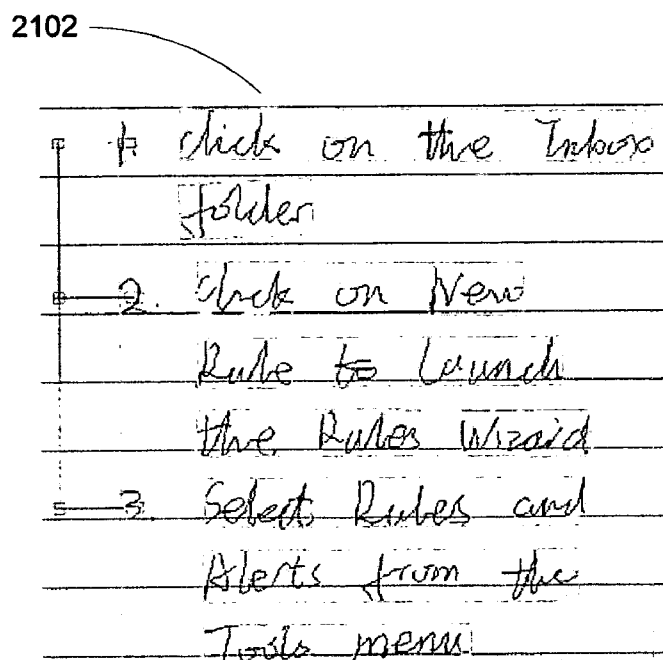 2102
1. click on the Inbox
folder
2. Click on New
Rule to Launch
the Rules Wizard
3. Select Rules and
Alerts from the
Tools menu